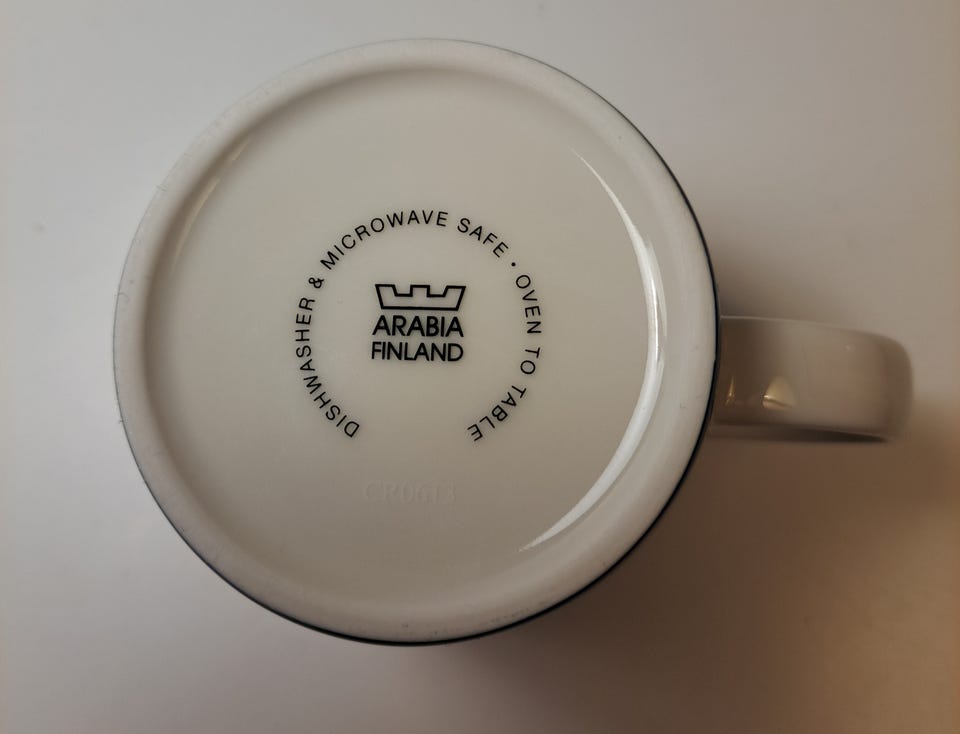 DISHWASHER & MICROWAVE SAFE · OVEN TO TABLE
ARABIA
FINLAND